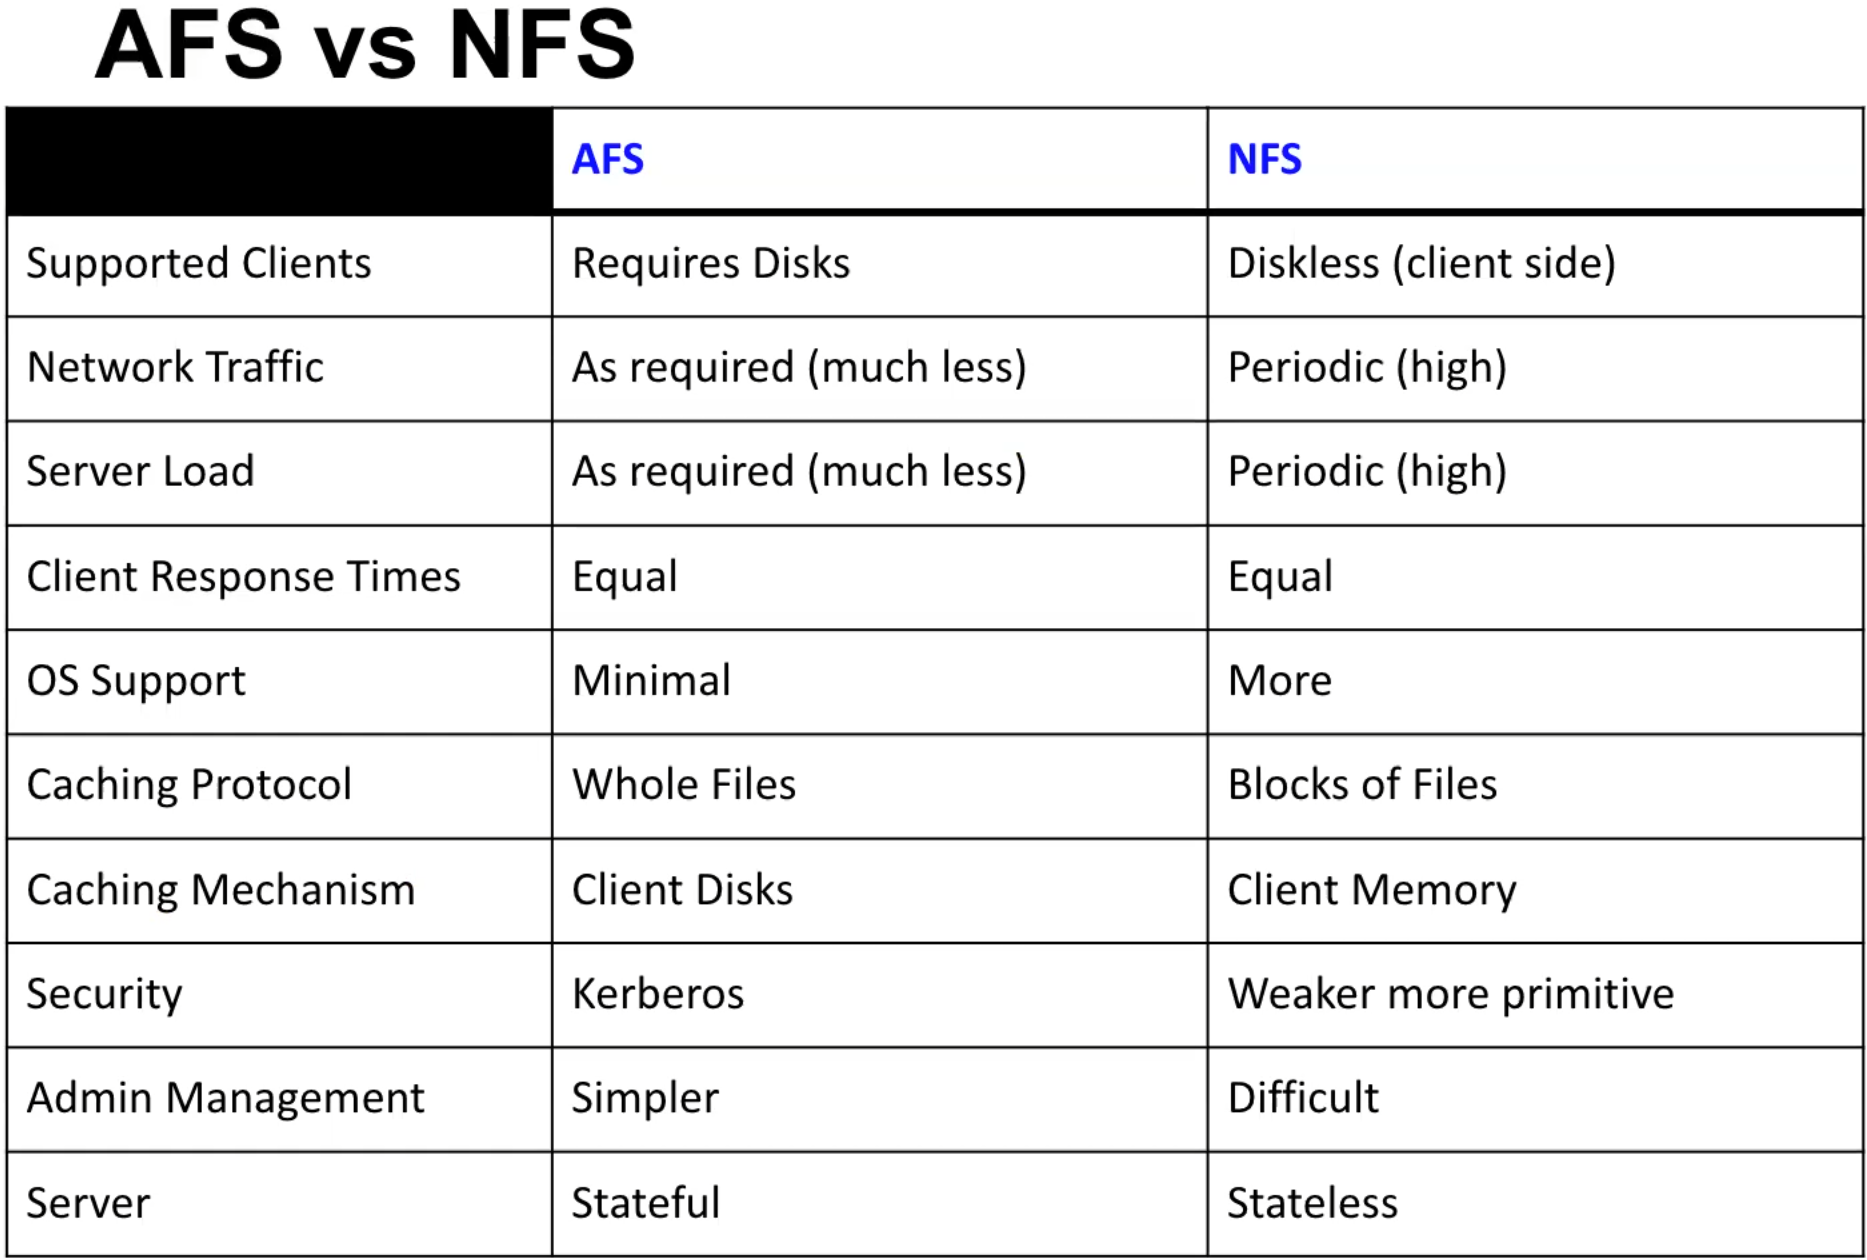 AFS vs NFS
AFS NFS
Supported Clients Requires Disks Diskless (client side)
Network Traffic As required (much less) Periodic (high)
Server Load As required (much less) Periodic (high)
Client Response Times Equal Equal
OS Support Minimal More
Caching Protocol Whole Files Blocks of Files
Caching Mechanism Client Disks Client Memory
Security Kerberos Weaker more primitive
Admin Management Simpler Difficult
Server Stateful Stateless